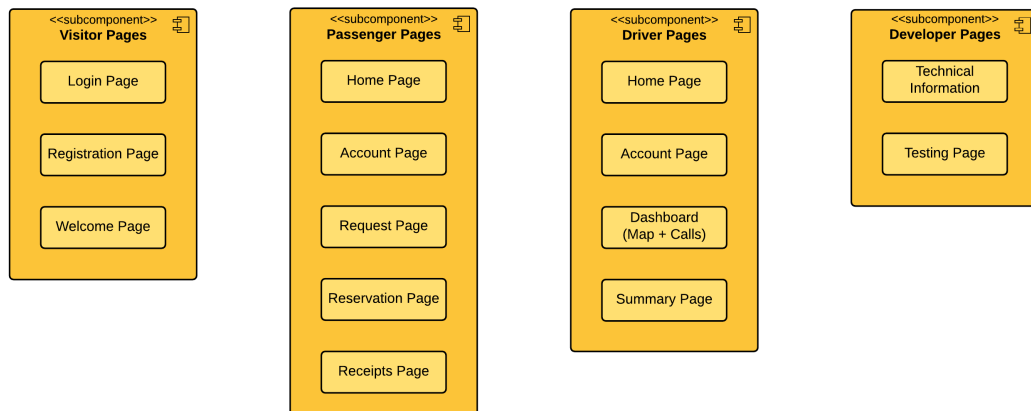 <<subcomponent>>
Visitor Pages
Login Page
Registration Page
Welcome Page
<<subcomponent>>
Passenger Pages
Home Page
Account Page
Request Page
Reservation Page
Receipts Page
<<subcomponent>>
Driver Pages
Home Page
Account Page
Dashboard
(Map + Calls)
Summary Page
<<subcomponent>>
Developer Pages
Technical
Information
Testing Page